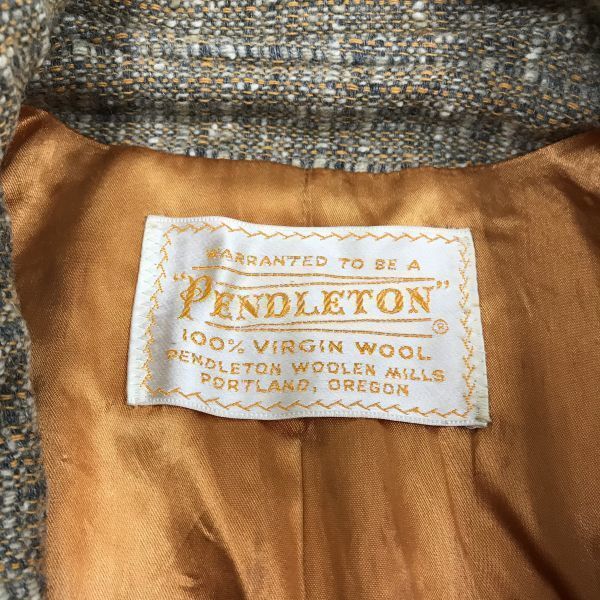 WARRANTED TO BE A
"PENDLETON"®
100% VIRGIN WOOL
PENDLETON WOOLEN MILLS
PORTLAND, OREGON